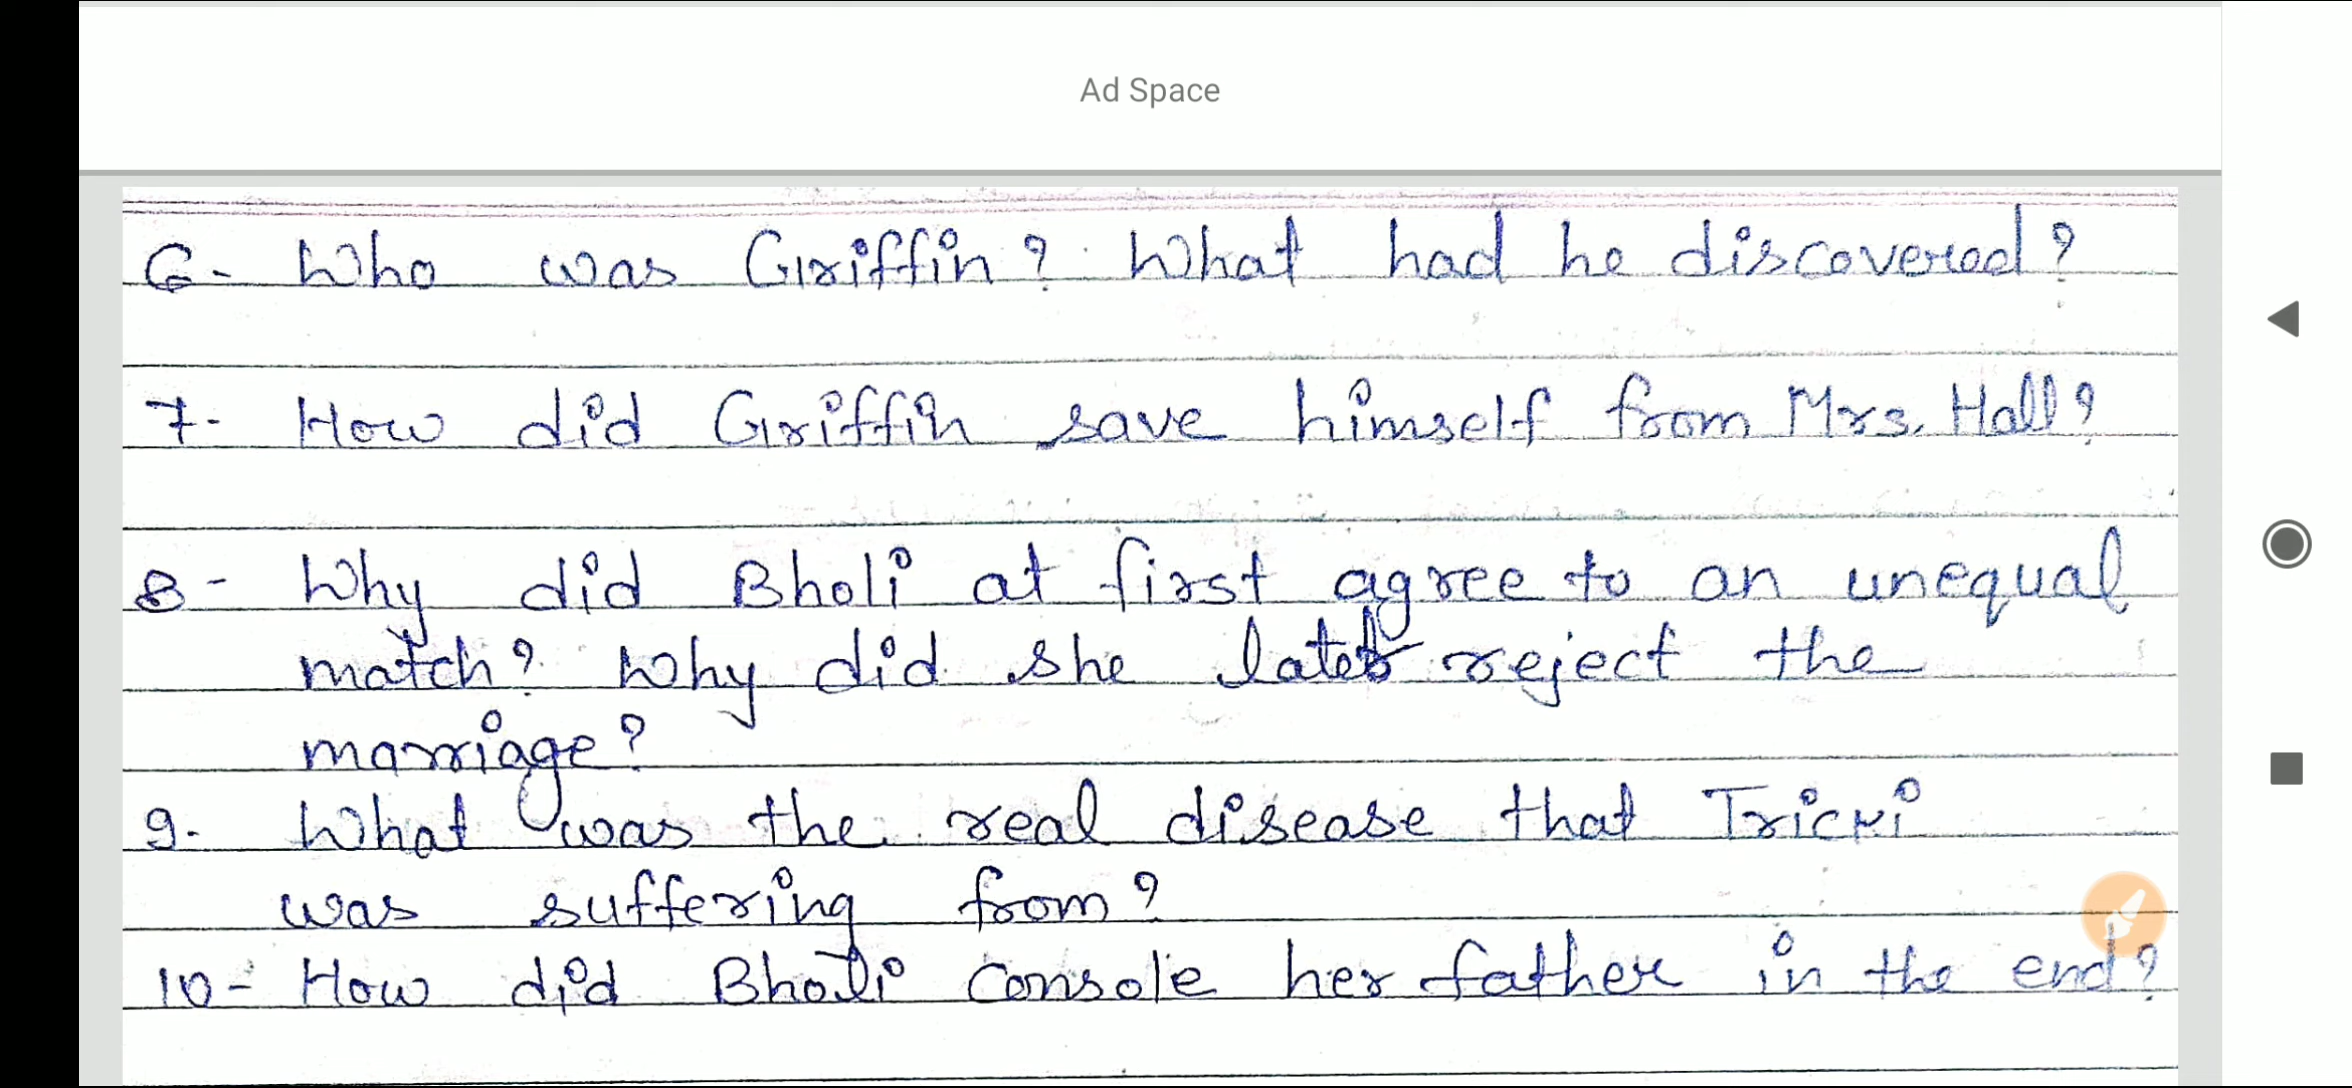 Ad Space
6- Who was Griffin? What had he discovered?
7- How did Griffin save himself from Mrs. Hall?
8- Why did Bholi at first agree to an unequal
match? Why did she later reject the
marriage?
9- What was the real disease that Tricki
was suffering from?
10- How did Bholi console her father in the end?